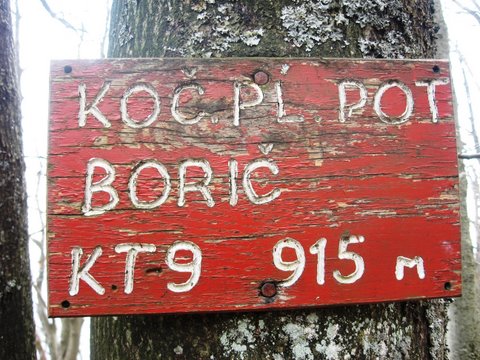 KOČ. PL. POT
BORIČ
KT9 915 m